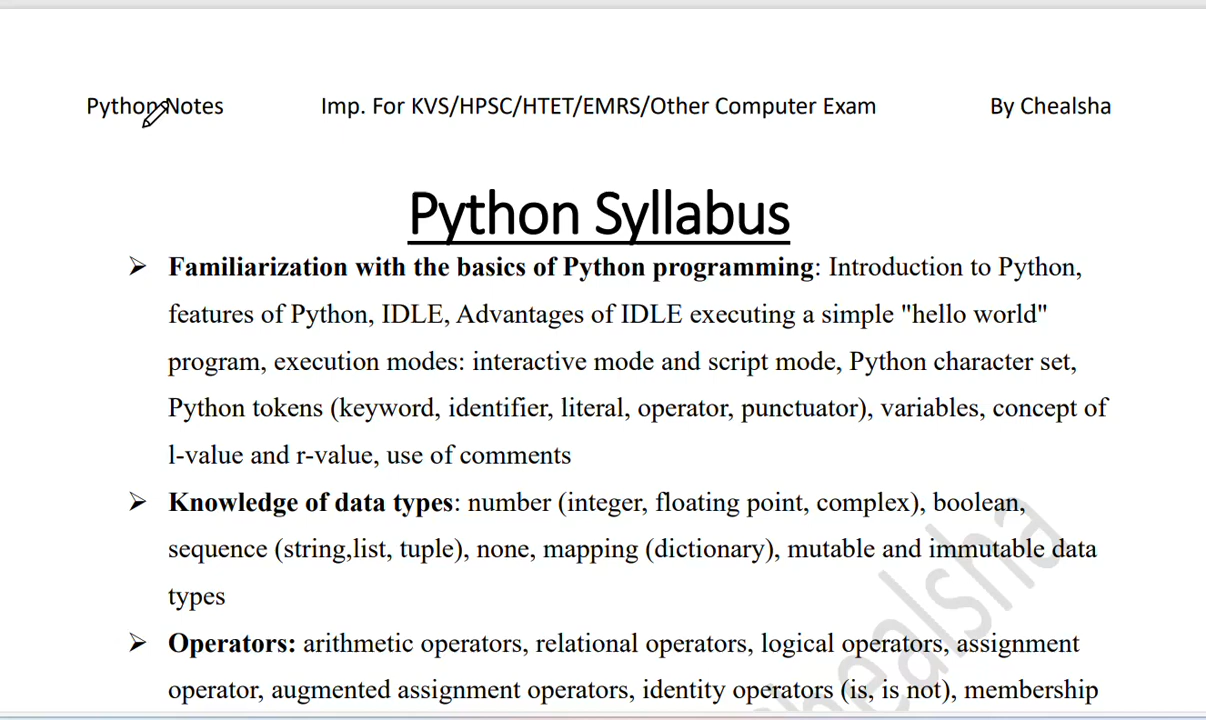 Python Notes Imp. For KVS/HPSC/HTET/EMRS/Other Computer Exam By Chealsha
Python Syllabus
➢ Familiarization with the basics of Python programming: Introduction to Python,
features of Python, IDLE, Advantages of IDLE executing a simple "hello world"
program, execution modes: interactive mode and script mode, Python character set,
Python tokens (keyword, identifier, literal, operator, punctuator), variables, concept of
l-value and r-value, use of comments
➢ Knowledge of data types: number (integer, floating point, complex), boolean,
sequence (string,list, tuple), none, mapping (dictionary), mutable and immutable data
types
➢ Operators: arithmetic operators, relational operators, logical operators, assignment
operator, augmented assignment operators, identity operators (is, is not), membership
Chealsha